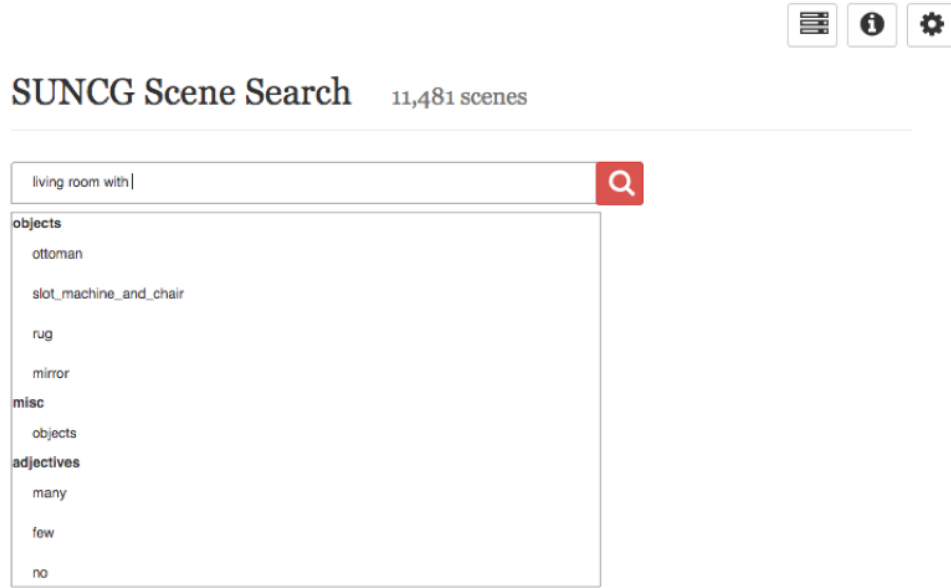 SUNCG Scene Search 11,481 scenes
living room with
objects
ottoman
slot_machine_and_chair
rug
mirror
misc
objects
adjectives
many
few
no